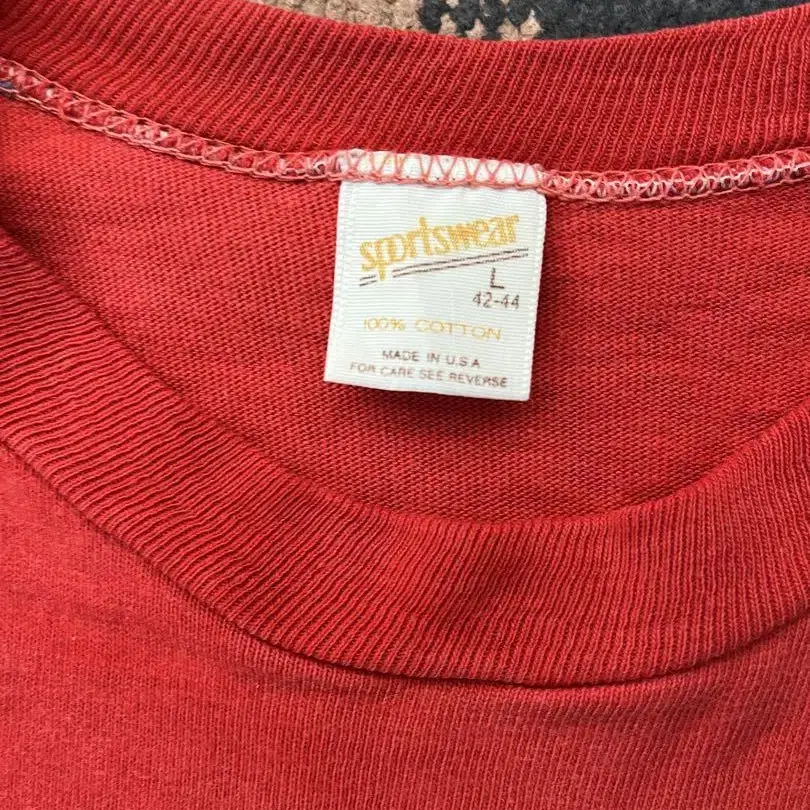 sportswear
L
42-44
100% COTTON
MADE IN U.S.A
FOR CARE SEE REVERSE